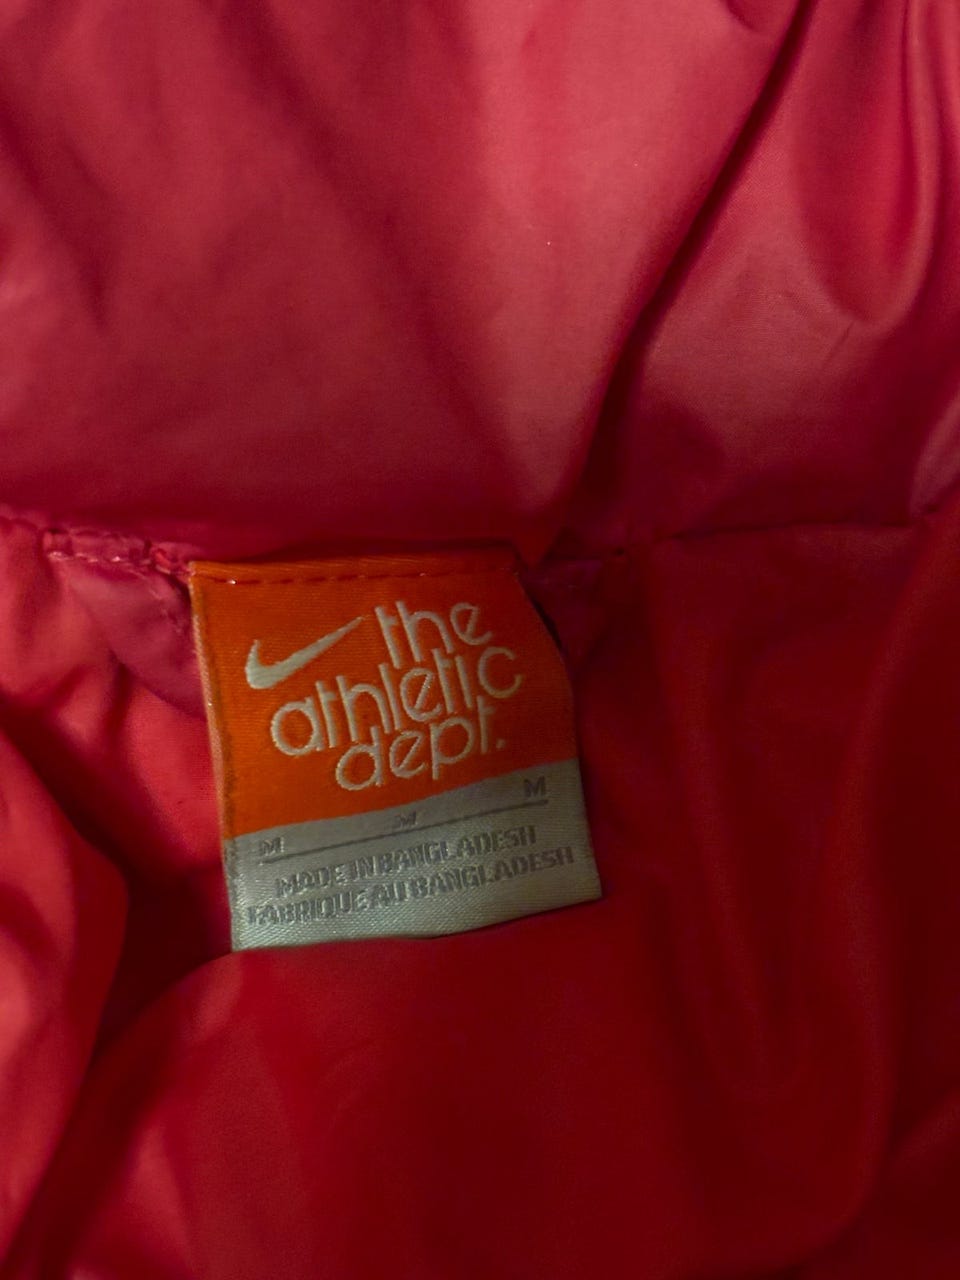 the
athletic
dept.
M M M
MADE IN BANGLADESH
FABRIQUE AU BANGLADESH